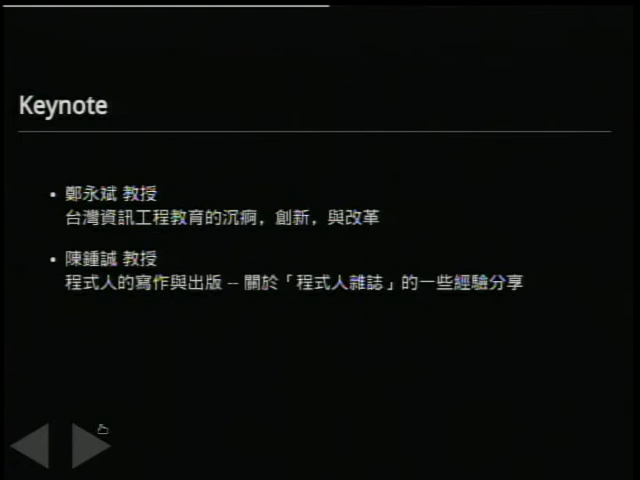 Keynote
• 鄭永斌 教授
台灣資訊工程教育的沉痾，創新，與改革
• 陳鍾誠 教授
程式人的寫作與出版 -- 關於「程式人雜誌」的一些經驗分享